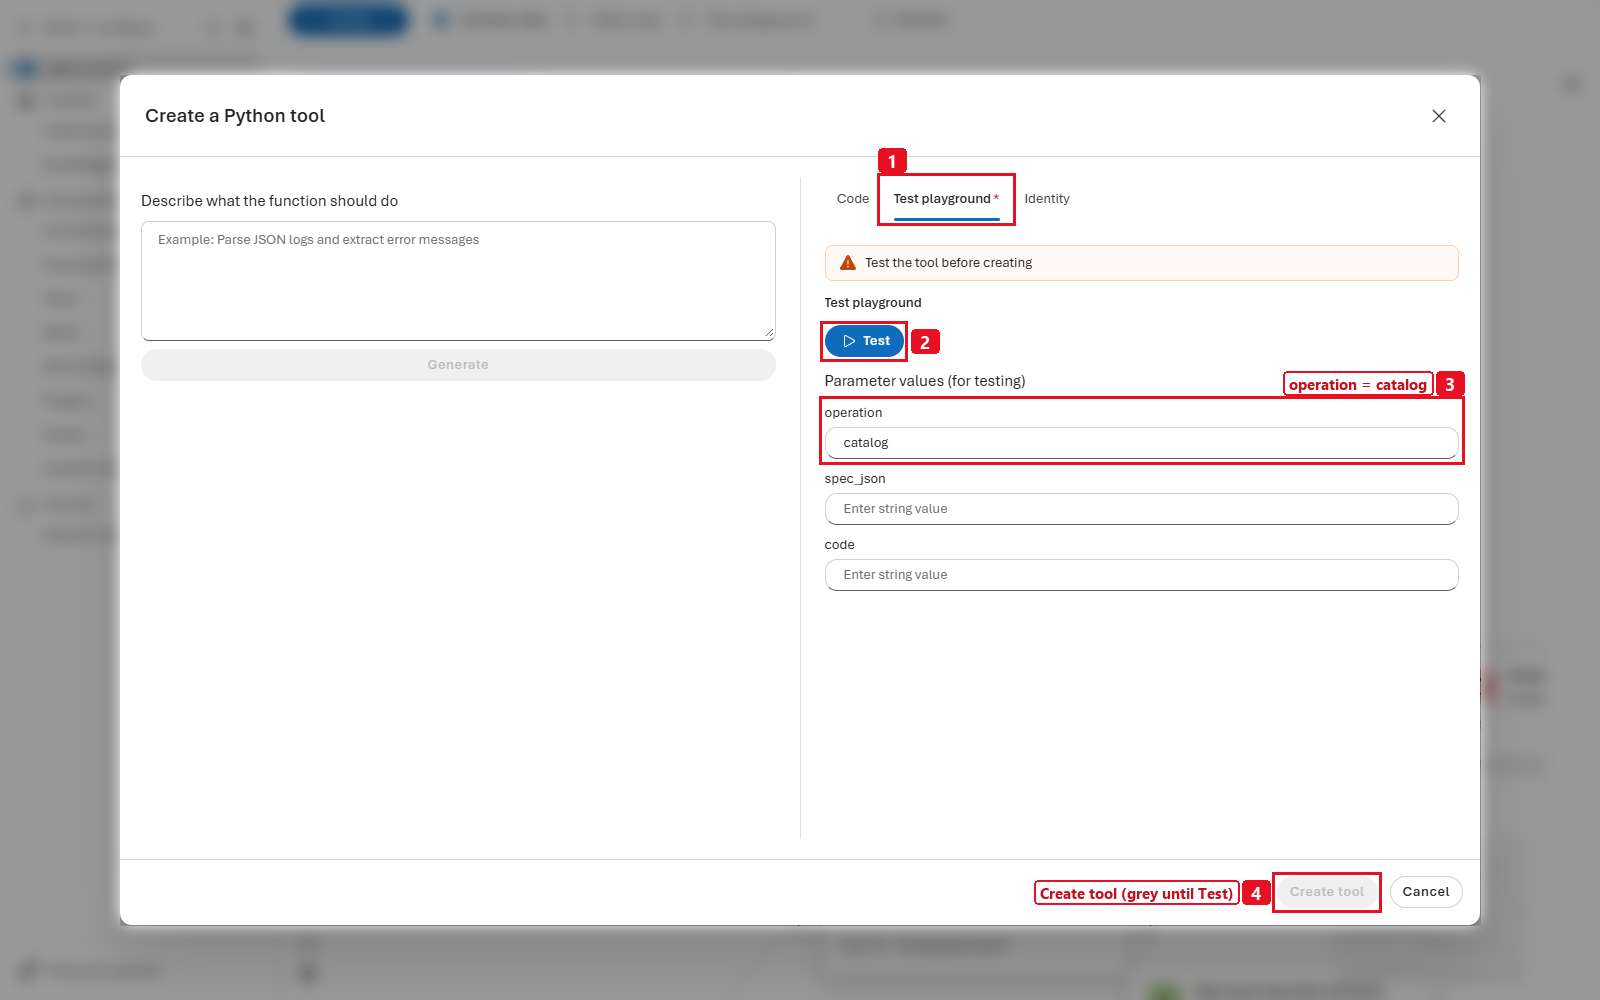 Create a Python tool
Describe what the function should do
Example: Parse JSON logs and extract error messages
Generate
1
Code
Test playground *
Identity
Test the tool before creating
Test playground
Test
2
Parameter values (for testing)
operation = catalog
3
operation
catalog
spec_json
Enter string value
code
Enter string value
Create tool (grey until Test)
4
Create tool
Cancel